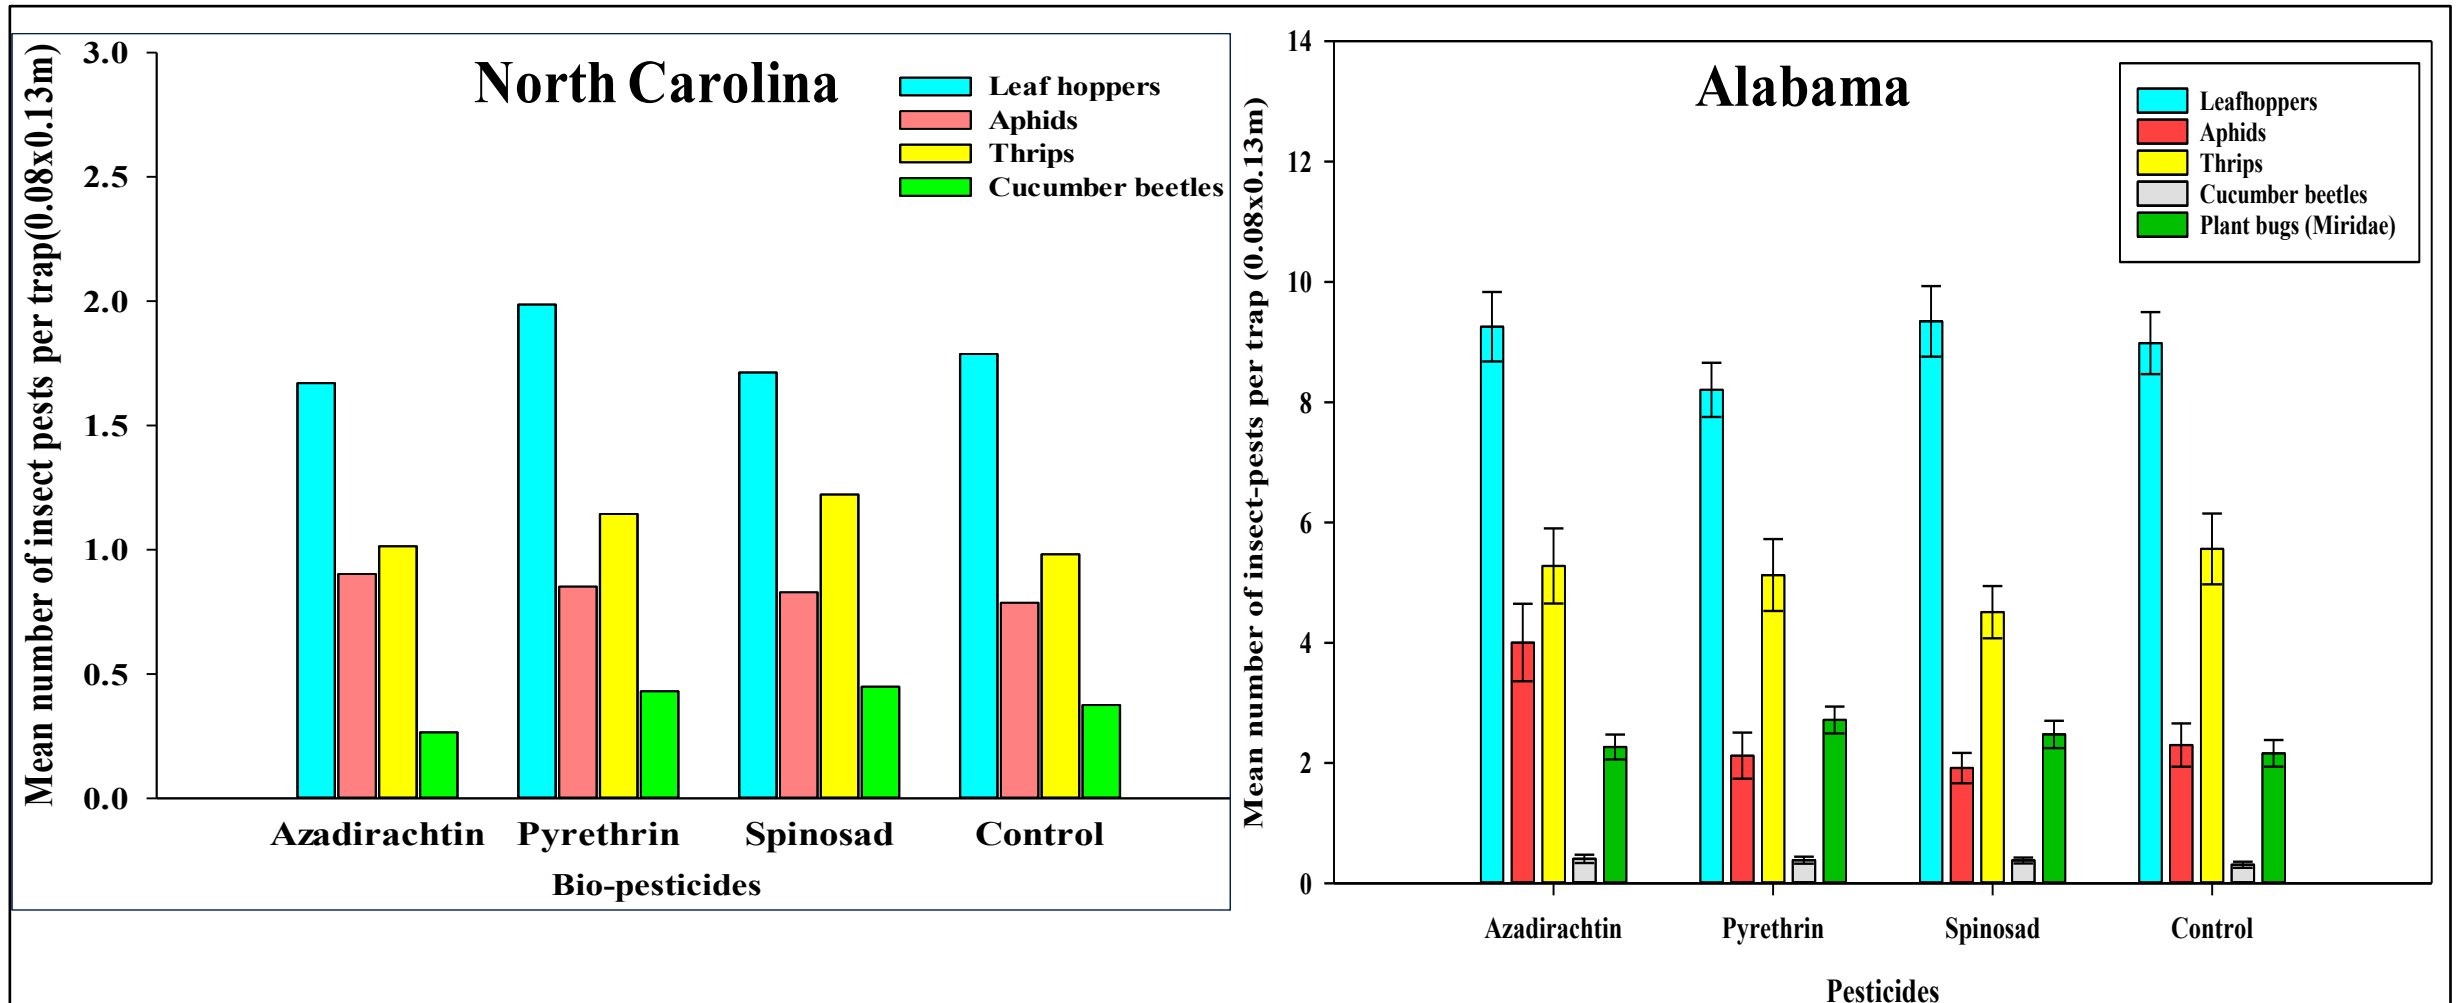 North Carolina
Mean number of insect pests per trap(0.08x0.13m)
3.0
2.5
2.0
1.5
1.0
0.5
0.0
Leaf hoppers
Aphids
Thrips
Cucumber beetles
Azadirachtin Pyrethrin Spinosad Control
Bio-pesticides
Alabama
Mean number of insect-pests per trap (0.08x0.13m)
14
12
10
8
6
4
2
0
Leafhoppers
Aphids
Thrips
Cucumber beetles
Plant bugs (Miridae)
Azadirachtin Pyrethrin Spinosad Control
Pesticides